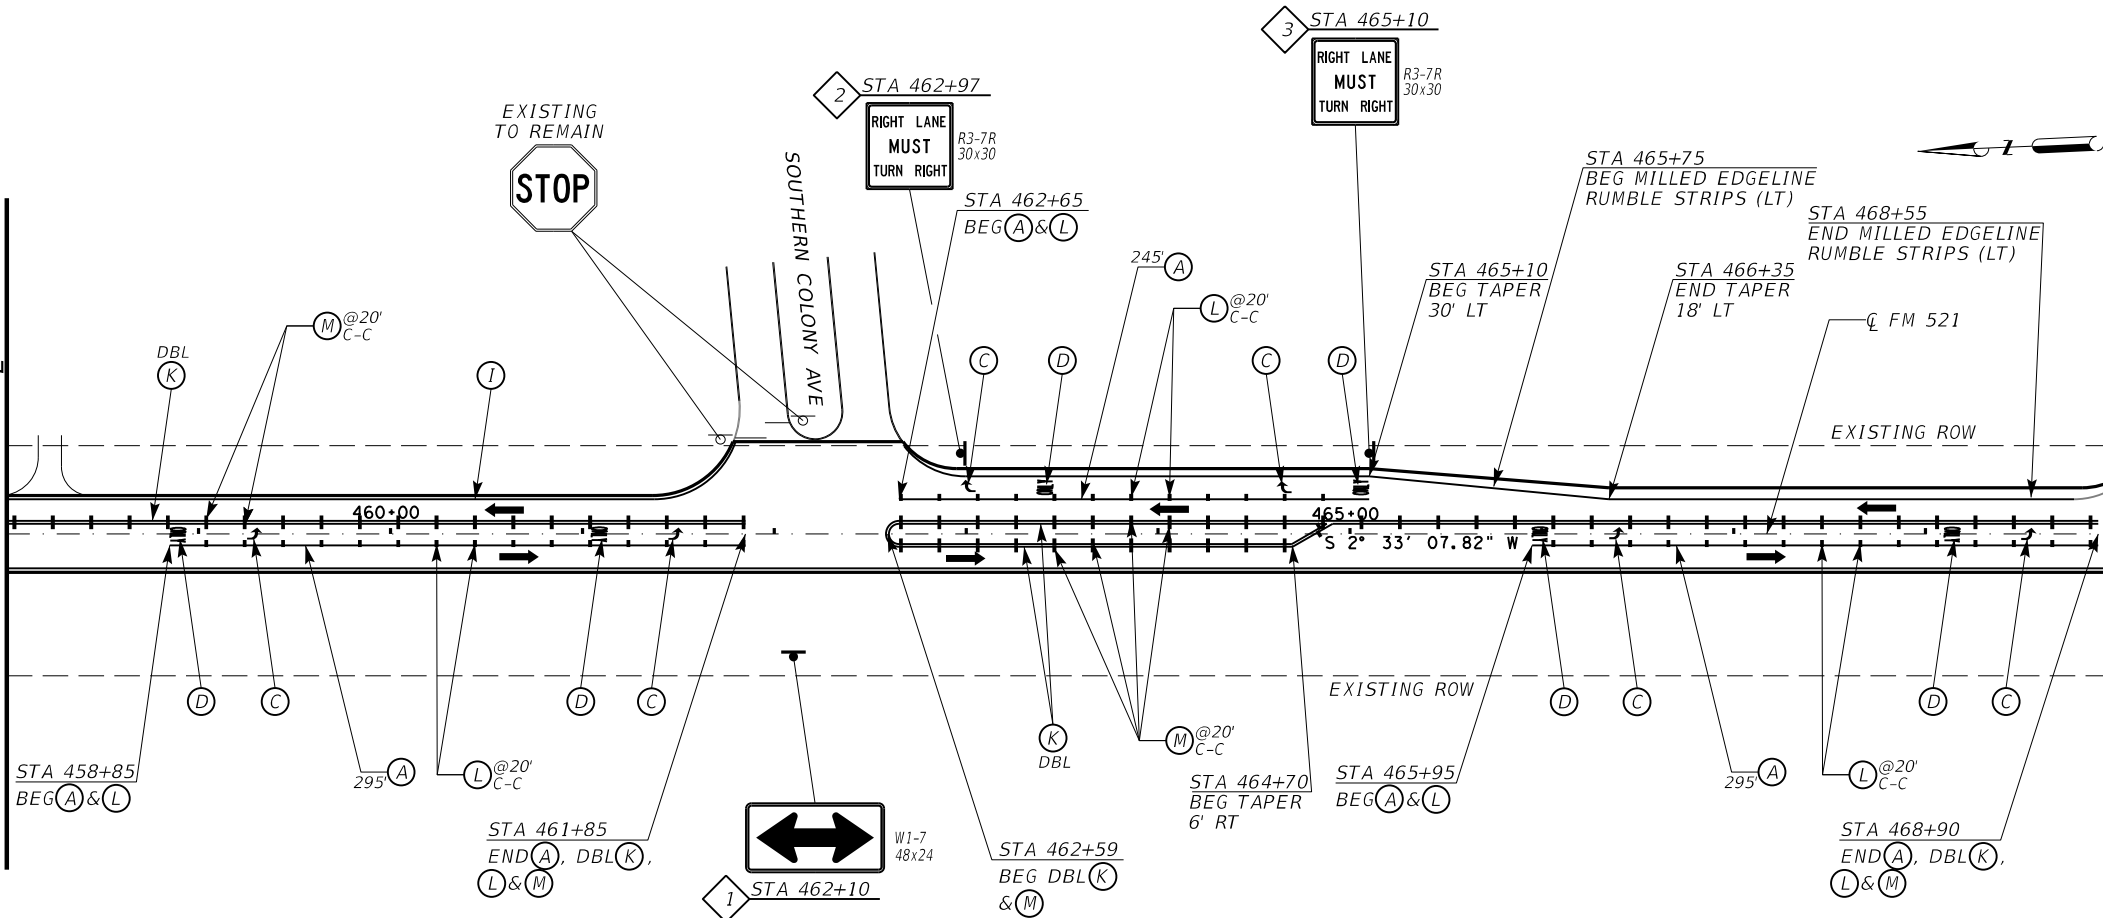 3
STA 465+10
RIGHT LANE
MUST
TURN RIGHT
R3-7R
30x30
2
STA 462+97
RIGHT LANE
MUST
TURN RIGHT
R3-7R
30x30
EXISTING
TO REMAIN
STOP
SOUTHERN COLONY AVE
Z
STA 465+75
BEG MILLED EDGELINE
RUMBLE STRIPS (LT)
STA 462+65
BEG A & L
STA 468+55
END MILLED EDGELINE
RUMBLE STRIPS (LT)
245' A
STA 465+10
BEG TAPER
30' LT
STA 466+35
END TAPER
18' LT
L @20'
C-C
M @20'
C-C
℄ FM 521
DBL
K
I
C
D
C
D
EXISTING ROW
460+00
465+00
S 2° 33' 07.82" W
EXISTING ROW
D
C
D
C
D
C
D
C
K
DBL
M @20'
C-C
STA 458+85
BEG A & L
295' A
L @20'
C-C
STA 464+70
BEG TAPER
6' RT
STA 465+95
BEG A & L
295' A
L @20'
C-C
STA 461+85
END A, DBL K,
L & M
W1-7
48x24
1
STA 462+10
STA 462+59
BEG DBL K
& M
STA 468+90
END A, DBL K,
L & M